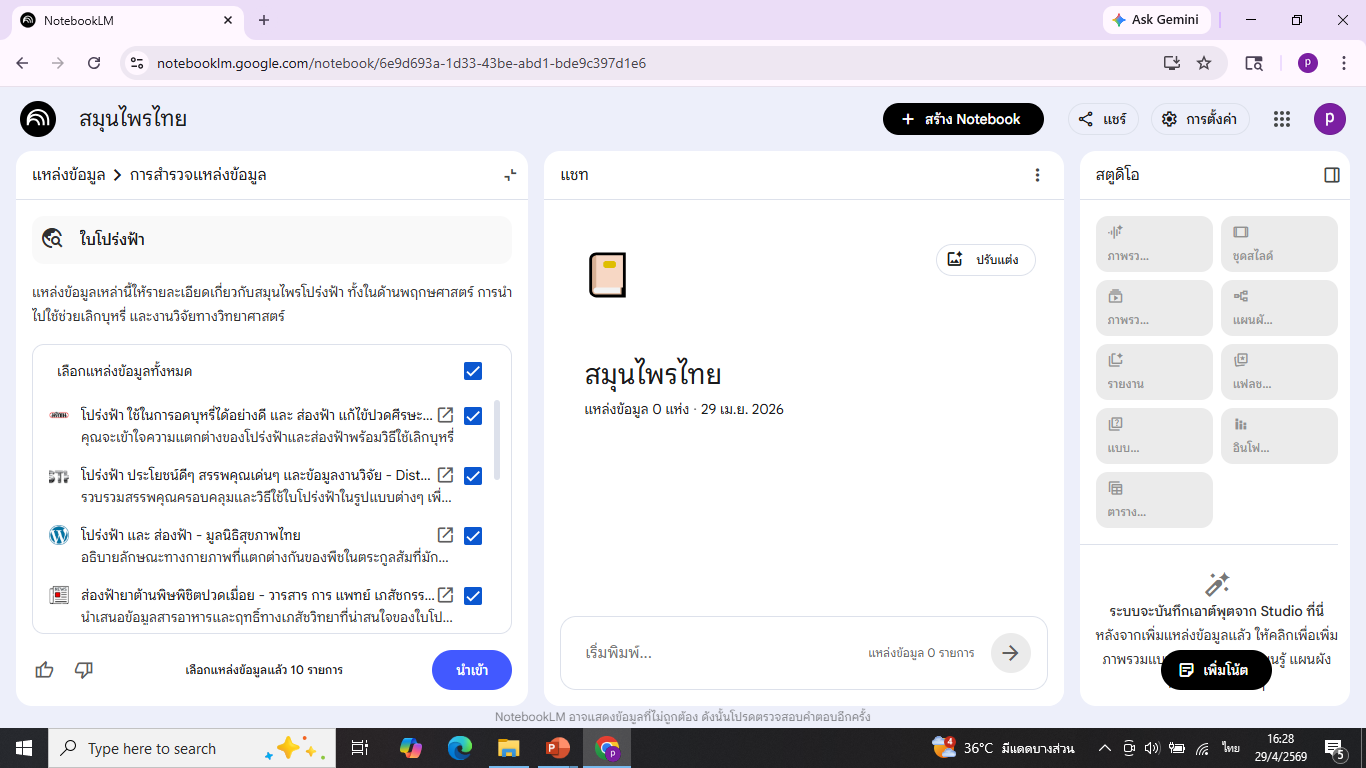 NotebookLM
Ask Gemini
notebooklm.google.com/notebook/6e9d693a-1d33-43be-abd1-bde9c397d1e6
p
สมุนไพรไทย
สร้าง Notebook
แชร์
การตั้งค่า
p
แหล่งข้อมูล > การสำรวจแหล่งข้อมูล
ใบโปร่งฟ้า
แหล่งข้อมูลเหล่านี้ให้รายละเอียดเกี่ยวกับสมุนไพรโปร่งฟ้า ทั้งในด้านพฤกษศาสตร์ การนำ
ไปใช้ช่วยเลิกบุหรี่ และงานวิจัยทางวิทยาศาสตร์
เลือกแหล่งข้อมูลทั้งหมด
โปร่งฟ้า ใช้ในการอดบุหรี่ได้อย่างดี และ ส่องฟ้า แก้ไข้ปวดศีรษะ...
คุณจะเข้าใจความแตกต่างของโปร่งฟ้าและส่องฟ้าพร้อมวิธีใช้เลิกบุหรี่
โปร่งฟ้า ประโยชน์ดีๆ สรรพคุณเด่นๆ และข้อมูลงานวิจัย - Dist...
รวบรวมสรรพคุณครอบคลุมและวิธีใช้ใบโปร่งฟ้าในรูปแบบต่างๆ เพื่...
โปร่งฟ้า และ ส่องฟ้า - มูลนิธิสุขภาพไทย
อธิบายลักษณะทางกายภาพที่แตกต่างกันของพืชในตระกูลส้มที่มัก...
ส่องฟ้ายาต้านพิษพิชิตปวดเมื่อย - วารสาร การ แพทย์ เภสัชกรร...
นำเสนอข้อมูลสารอาหารและฤทธิ์ทางเภสัชวิทยาที่น่าสนใจของใบโป...
เลือกแหล่งข้อมูลแล้ว 10 รายการ
นำเข้า
แชท
ปรับแต่ง
สมุนไพรไทย
แหล่งข้อมูล 0 แห่ง · 29 เม.ย. 2026
เริ่มพิมพ์...
แหล่งข้อมูล 0 รายการ
NotebookLM อาจแสดงข้อมูลที่ไม่ถูกต้อง ดังนั้นโปรดตรวจสอบคำตอบอีกครั้ง
สตูดิโอ
ภาพรว...
ชุดสไลด์
ภาพรว...
แผนผั...
รายงาน
แฟลช...
แบบ...
อินโฟ...
ตาราง...
ระบบจะบันทึกเอาต์พุตจาก Studio ที่นี่
หลังจากเพิ่มแหล่งข้อมูลแล้ว ให้คลิกเพื่อเพิ่ม
ภาพรวมแบ
แผนผัง
เพิ่มโน้ต
Type here to search
4
36°C มีแดดบางส่วน
ไทย
16:28
29/4/2569
5